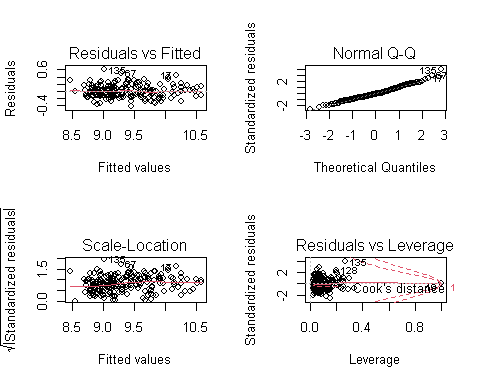 Residuals vs Fitted
Residuals
0.6
-0.4
135
67
17
8.5 9.0 9.5 10.5
Fitted values
Normal Q-Q
Standardized residuals
2
-2
135
-3 -2 -1 0 1 2 3
Theoretical Quantiles
Scale-Location
√|Standardized residuals|
1.5
0.0
135
67
8.5 9.0 9.5 10.5
Fitted values
Residuals vs Leverage
Standardized residuals
2
-2
135
128
Cook's distance
1
0.0 0.4 0.8
Leverage